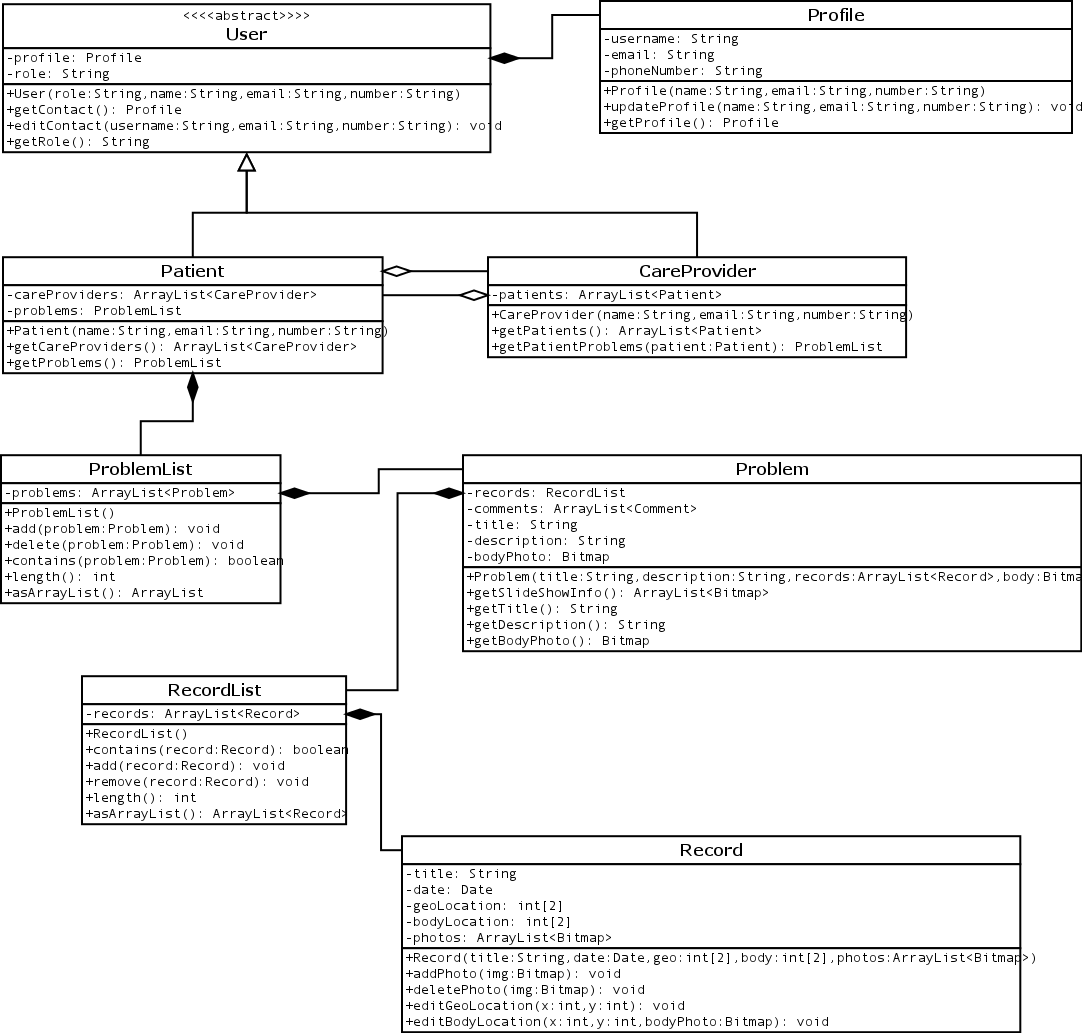 <<<<abstract>>>>
User
-profile: Profile
-role: String
+User(role:String,name:String,email:String,number:String)
+getContact(): Profile
+editContact(username:String,email:String,number:String): void
+getRole(): String
Profile
-username: String
-email: String
-phoneNumber: String
+Profile(name:String,email:String,number:String)
+updateProfile(name:String,email:String,number:String): void
+getProfile(): Profile
Patient
-careProviders: ArrayList<CareProvider>
-problems: ProblemList
+Patient(name:String,email:String,number:String)
+getCareProviders(): ArrayList<CareProvider>
+getProblems(): ProblemList
CareProvider
-patients: ArrayList<Patient>
+CareProvider(name:String,email:String,number:String)
+getPatients(): ArrayList<Patient>
+getPatientProblems(patient:Patient): ProblemList
ProblemList
-problems: ArrayList<Problem>
+ProblemList()
+add(problem:Problem): void
+delete(problem:Problem): void
+contains(problem:Problem): boolean
+length(): int
+asArrayList(): ArrayList
Problem
-records: RecordList
-comments: ArrayList<Comment>
-title: String
-description: String
-bodyPhoto: Bitmap
+Problem(title:String,description:String,records:ArrayList<Record>,body:Bitma
+getSlideShowInfo(): ArrayList<Bitmap>
+getTitle(): String
+getDescription(): String
+getBodyPhoto(): Bitmap
RecordList
-records: ArrayList<Record>
+RecordList()
+contains(record:Record): boolean
+add(record:Record): void
+remove(record:Record): void
+length(): int
+asArrayList(): ArrayList<Record>
Record
-title: String
-date: Date
-geoLocation: int[2]
-bodyLocation: int[2]
-photos: ArrayList<Bitmap>
+Record(title:String,date:Date,geo:int[2],body:int[2],photos:ArrayList<Bitmap>)
+addPhoto(img:Bitmap): void
+deletePhoto(img:Bitmap): void
+editGeoLocation(x:int,y:int): void
+editBodyLocation(x:int,y:int,bodyPhoto:Bitmap): void